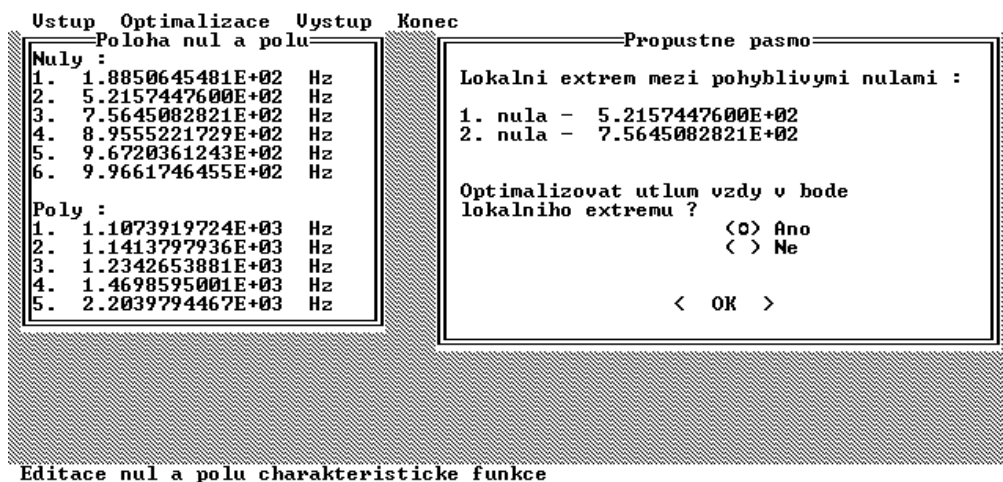 Vstup Optimalizace Vystup Konec
Poloha nul a polu
Nuly :
1. 1.8850645481E+02 Hz
2. 5.2157447600E+02 Hz
3. 7.5645082821E+02 Hz
4. 8.9555221729E+02 Hz
5. 9.6720361243E+02 Hz
6. 9.9661746455E+02 Hz
Poly :
1. 1.1073919724E+03 Hz
2. 1.1413797936E+03 Hz
3. 1.2342653881E+03 Hz
4. 1.4698595001E+03 Hz
5. 2.2039794467E+03 Hz
Propustne pasmo
Lokalni extrem mezi pohyblivymi nulami :
1. nula - 5.2157447600E+02
2. nula - 7.5645082821E+02
Optimalizovat utlum vzdy v bode
lokalniho extremu ?
(o) Ano
( ) Ne
< OK >
Editace nul a polu charakteristicke funkce